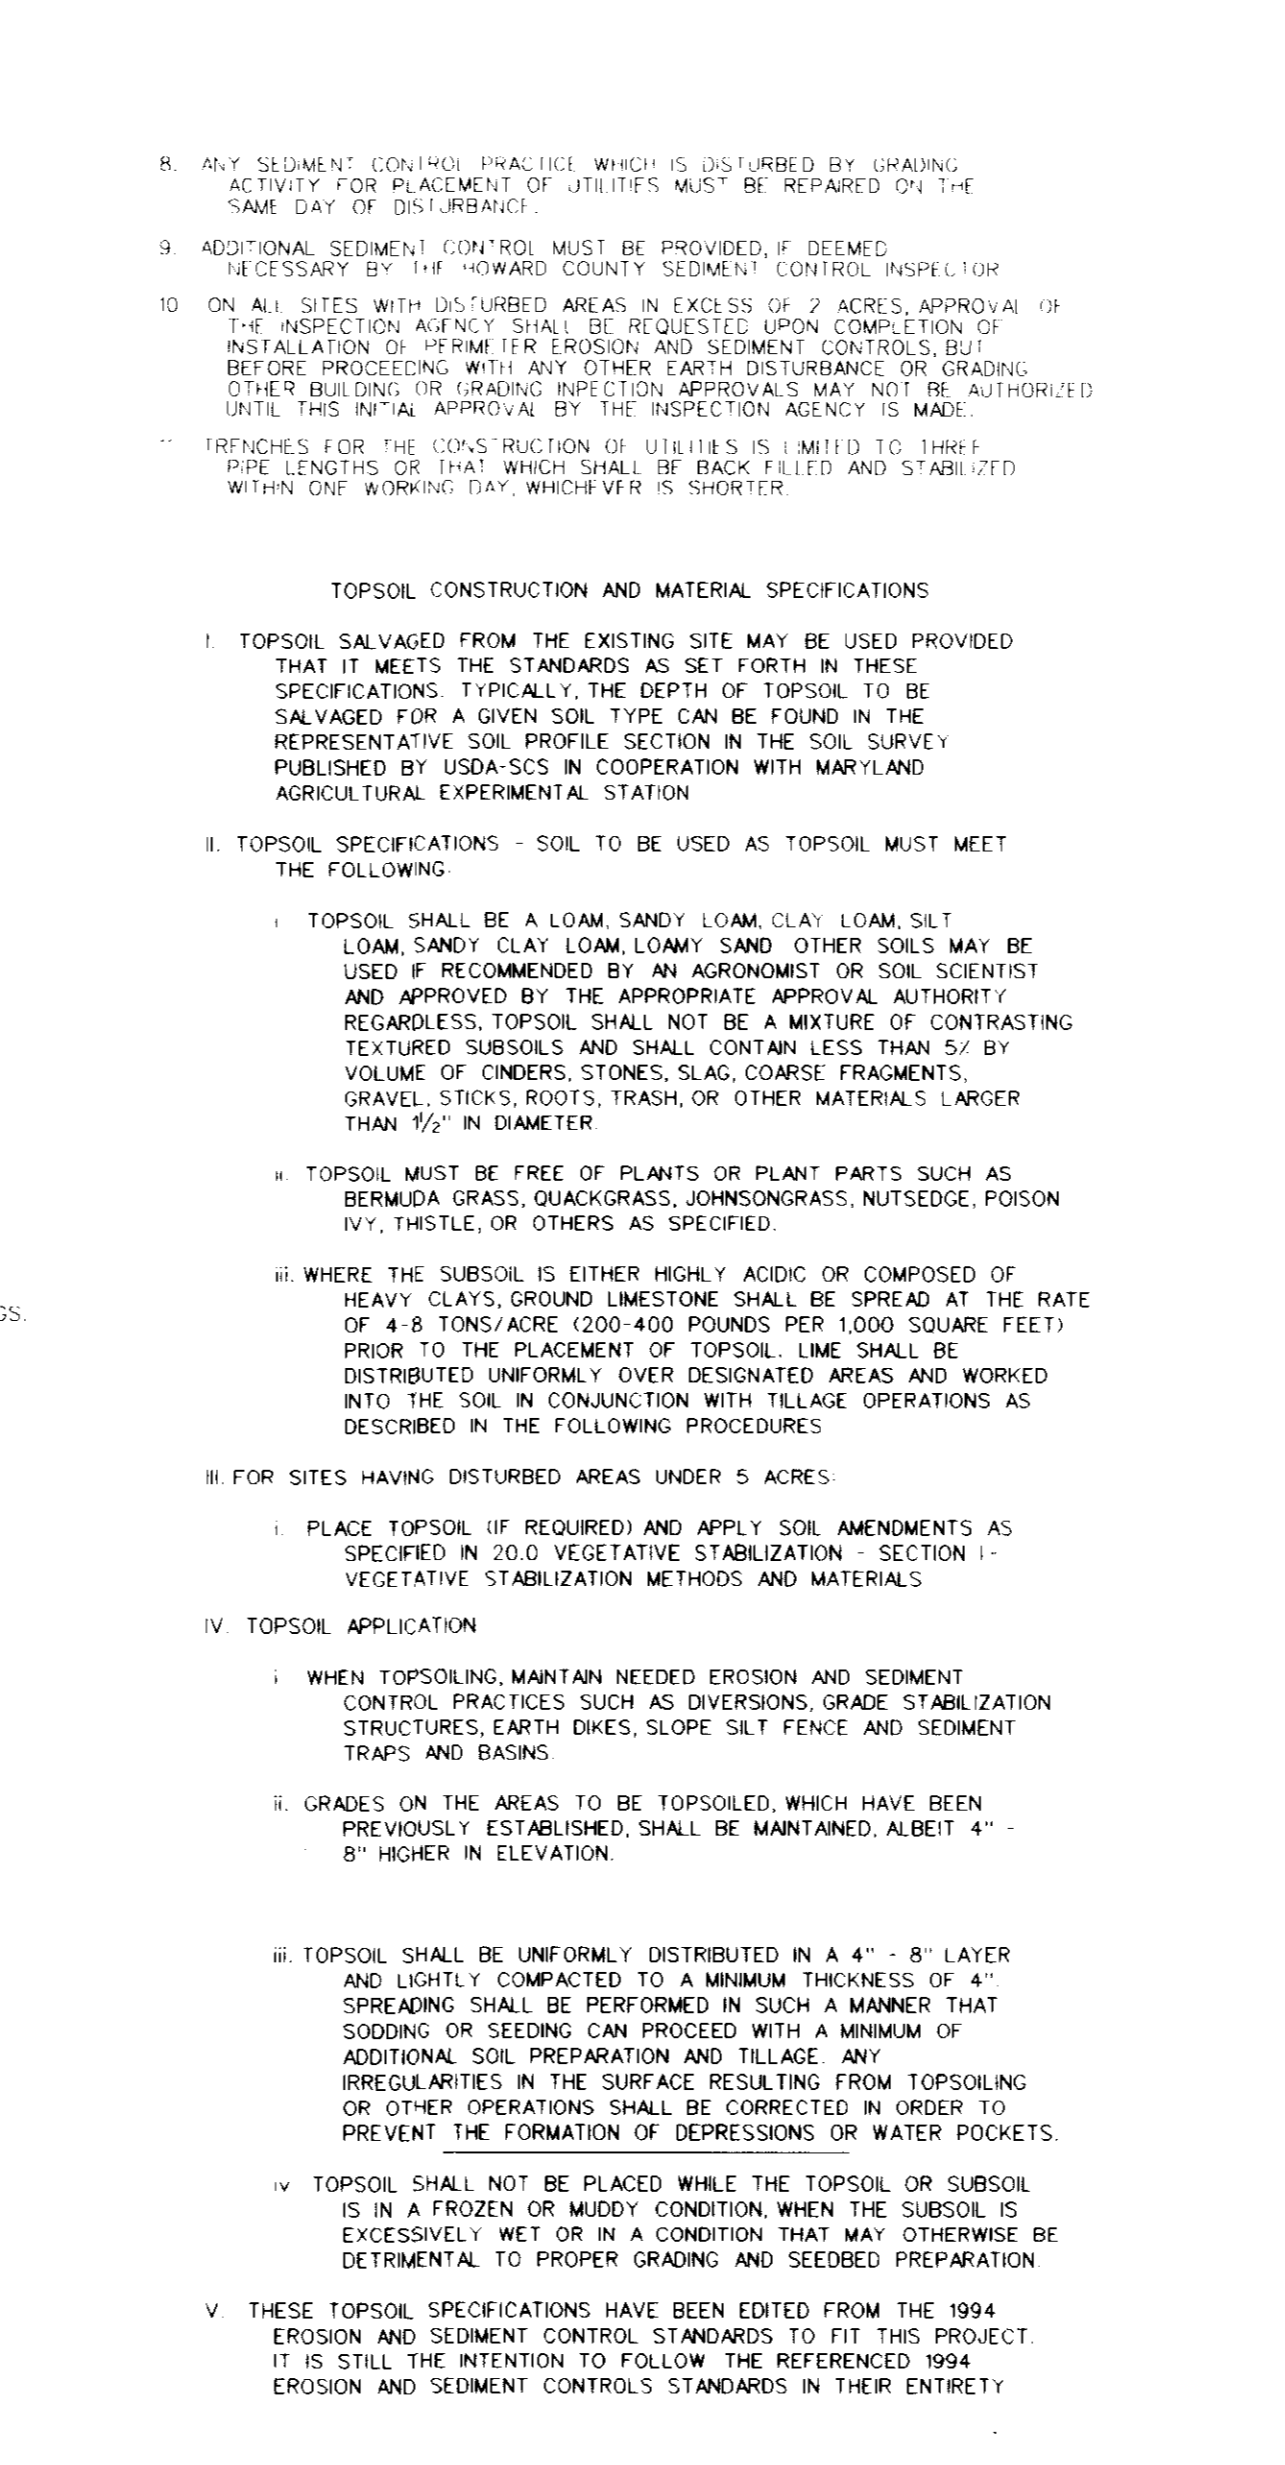 8. ANY SEDIMENT CONTROL PRACTICE WHICH IS DISTURBED BY GRADING
ACTIVITY FOR PLACEMENT OF UTILITIES MUST BE REPAIRED ON THE
SAME DAY OF DISTURBANCE.
9. ADDITIONAL SEDIMENT CONTROL MUST BE PROVIDED, IF DEEMED
NECESSARY BY THE HOWARD COUNTY SEDIMENT CONTROL INSPECTOR
10 ON ALL SITES WITH DISTURBED AREAS IN EXCESS OF 2 ACRES, APPROVAL OF
THE INSPECTION AGENCY SHALL BE REQUESTED UPON COMPLETION OF
INSTALLATION OF PERIMETER EROSION AND SEDIMENT CONTROLS, BUT
BEFORE PROCEEDING WITH ANY OTHER EARTH DISTURBANCE OR GRADING
OTHER BUILDING OR GRADING INPECTION APPROVALS MAY NOT BE AUTHORIZED
UNTIL THIS INITIAL APPROVAL BY THE INSPECTION AGENCY IS MADE.
TRENCHES FOR THE CONSTRUCTION OF UTILITIES IS LIMITED TO THREE
PIPE LENGTHS OR THAT WHICH SHALL BE BACK FILLED AND STABILIZED
WITHIN ONE WORKING DAY, WHICHEVER IS SHORTER.
TOPSOIL CONSTRUCTION AND MATERIAL SPECIFICATIONS
I. TOPSOIL SALVAGED FROM THE EXISTING SITE MAY BE USED PROVIDED
THAT IT MEETS THE STANDARDS AS SET FORTH IN THESE
SPECIFICATIONS. TYPICALLY, THE DEPTH OF TOPSOIL TO BE
SALVAGED FOR A GIVEN SOIL TYPE CAN BE FOUND IN THE
REPRESENTATIVE SOIL PROFILE SECTION IN THE SOIL SURVEY
PUBLISHED BY USDA-SCS IN COOPERATION WITH MARYLAND
AGRICULTURAL EXPERIMENTAL STATION
II. TOPSOIL SPECIFICATIONS - SOIL TO BE USED AS TOPSOIL MUST MEET
THE FOLLOWING:
i TOPSOIL SHALL BE A LOAM, SANDY LOAM, CLAY LOAM, SILT
LOAM, SANDY CLAY LOAM, LOAMY SAND OTHER SOILS MAY BE
USED IF RECOMMENDED BY AN AGRONOMIST OR SOIL SCIENTIST
AND APPROVED BY THE APPROPRIATE APPROVAL AUTHORITY
REGARDLESS, TOPSOIL SHALL NOT BE A MIXTURE OF CONTRASTING
TEXTURED SUBSOILS AND SHALL CONTAIN LESS THAN 5% BY
VOLUME OF CINDERS, STONES, SLAG, COARSE FRAGMENTS,
GRAVEL, STICKS, ROOTS, TRASH, OR OTHER MATERIALS LARGER
THAN 1 1/2" IN DIAMETER.
ii. TOPSOIL MUST BE FREE OF PLANTS OR PLANT PARTS SUCH AS
BERMUDA GRASS, QUACKGRASS, JOHNSONGRASS, NUTSEDGE, POISON
IVY, THISTLE, OR OTHERS AS SPECIFIED.
iii. WHERE THE SUBSOIL IS EITHER HIGHLY ACIDIC OR COMPOSED OF
HEAVY CLAYS, GROUND LIMESTONE SHALL BE SPREAD AT THE RATE
GS.
OF 4-8 TONS/ACRE (200-400 POUNDS PER 1,000 SQUARE FEET)
PRIOR TO THE PLACEMENT OF TOPSOIL. LIME SHALL BE
DISTRIBUTED UNIFORMLY OVER DESIGNATED AREAS AND WORKED
INTO THE SOIL IN CONJUNCTION WITH TILLAGE OPERATIONS AS
DESCRIBED IN THE FOLLOWING PROCEDURES
III. FOR SITES HAVING DISTURBED AREAS UNDER 5 ACRES:
i. PLACE TOPSOIL (IF REQUIRED) AND APPLY SOIL AMENDMENTS AS
SPECIFIED IN 20.0 VEGETATIVE STABILIZATION - SECTION I -
VEGETATIVE STABILIZATION METHODS AND MATERIALS
IV. TOPSOIL APPLICATION
i WHEN TOPSOILING, MAINTAIN NEEDED EROSION AND SEDIMENT
CONTROL PRACTICES SUCH AS DIVERSIONS, GRADE STABILIZATION
STRUCTURES, EARTH DIKES, SLOPE SILT FENCE AND SEDIMENT
TRAPS AND BASINS.
ii. GRADES ON THE AREAS TO BE TOPSOILED, WHICH HAVE BEEN
PREVIOUSLY ESTABLISHED, SHALL BE MAINTAINED, ALBEIT 4" -
8" HIGHER IN ELEVATION.
iii. TOPSOIL SHALL BE UNIFORMLY DISTRIBUTED IN A 4" - 8" LAYER
AND LIGHTLY COMPACTED TO A MINIMUM THICKNESS OF 4".
SPREADING SHALL BE PERFORMED IN SUCH A MANNER THAT
SODDING OR SEEDING CAN PROCEED WITH A MINIMUM OF
ADDITIONAL SOIL PREPARATION AND TILLAGE. ANY
IRREGULARITIES IN THE SURFACE RESULTING FROM TOPSOILING
OR OTHER OPERATIONS SHALL BE CORRECTED IN ORDER TO
PREVENT THE FORMATION OF DEPRESSIONS OR WATER POCKETS.
iv TOPSOIL SHALL NOT BE PLACED WHILE THE TOPSOIL OR SUBSOIL
IS IN A FROZEN OR MUDDY CONDITION, WHEN THE SUBSOIL IS
EXCESSIVELY WET OR IN A CONDITION THAT MAY OTHERWISE BE
DETRIMENTAL TO PROPER GRADING AND SEEDBED PREPARATION.
V. THESE TOPSOIL SPECIFICATIONS HAVE BEEN EDITED FROM THE 1994
EROSION AND SEDIMENT CONTROL STANDARDS TO FIT THIS PROJECT.
IT IS STILL THE INTENTION TO FOLLOW THE REFERENCED 1994
EROSION AND SEDIMENT CONTROLS STANDARDS IN THEIR ENTIRETY